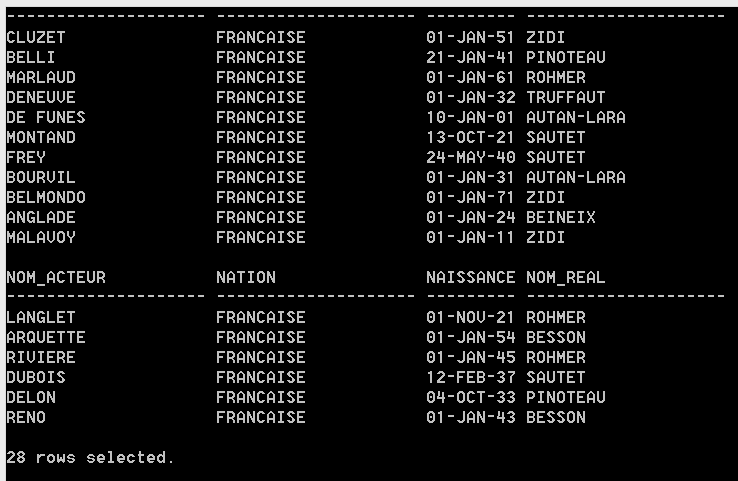 -------------------- -------------------- --------- --------------------
CLUZET               FRANCAISE            01-JAN-51 ZIDI
BELLI                FRANCAISE            21-JAN-41 PINOTEAU
MARLAUD              FRANCAISE            01-JAN-61 ROHMER
DENEUVE              FRANCAISE            01-JAN-32 TRUFFAUT
DE FUNES             FRANCAISE            10-JAN-01 AUTAN-LARA
MONTAND              FRANCAISE            13-OCT-21 SAUTET
FREY                 FRANCAISE            24-MAY-40 SAUTET
BOURVIL              FRANCAISE            01-JAN-31 AUTAN-LARA
BELMONDO             FRANCAISE            01-JAN-71 ZIDI
ANGLADE              FRANCAISE            01-JAN-24 BEINEIX
MALAVOY              FRANCAISE            01-JAN-11 ZIDI
NOM_ACTEUR           NATION               NAISSANCE NOM_REAL
-------------------- -------------------- --------- --------------------
LANGLET              FRANCAISE            01-NOV-21 ROHMER
ARQUETTE             FRANCAISE            01-JAN-54 BESSON
RIVIERE              FRANCAISE            01-JAN-45 ROHMER
DUBOIS               FRANCAISE            12-FEB-37 SAUTET
DELON                FRANCAISE            04-OCT-33 PINOTEAU
RENO                 FRANCAISE            01-JAN-43 BESSON
28 rows selected.